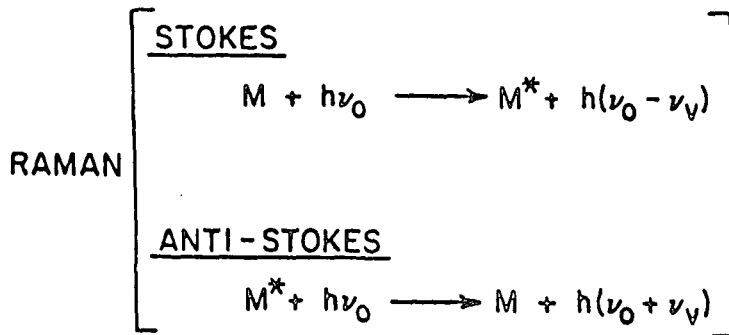 STOKES
M + hν₀ ⟶ M* + h(ν₀ - νᵥ)
RAMAN
ANTI-STOKES
M* + hν₀ ⟶ M + h(ν₀ + νᵥ)